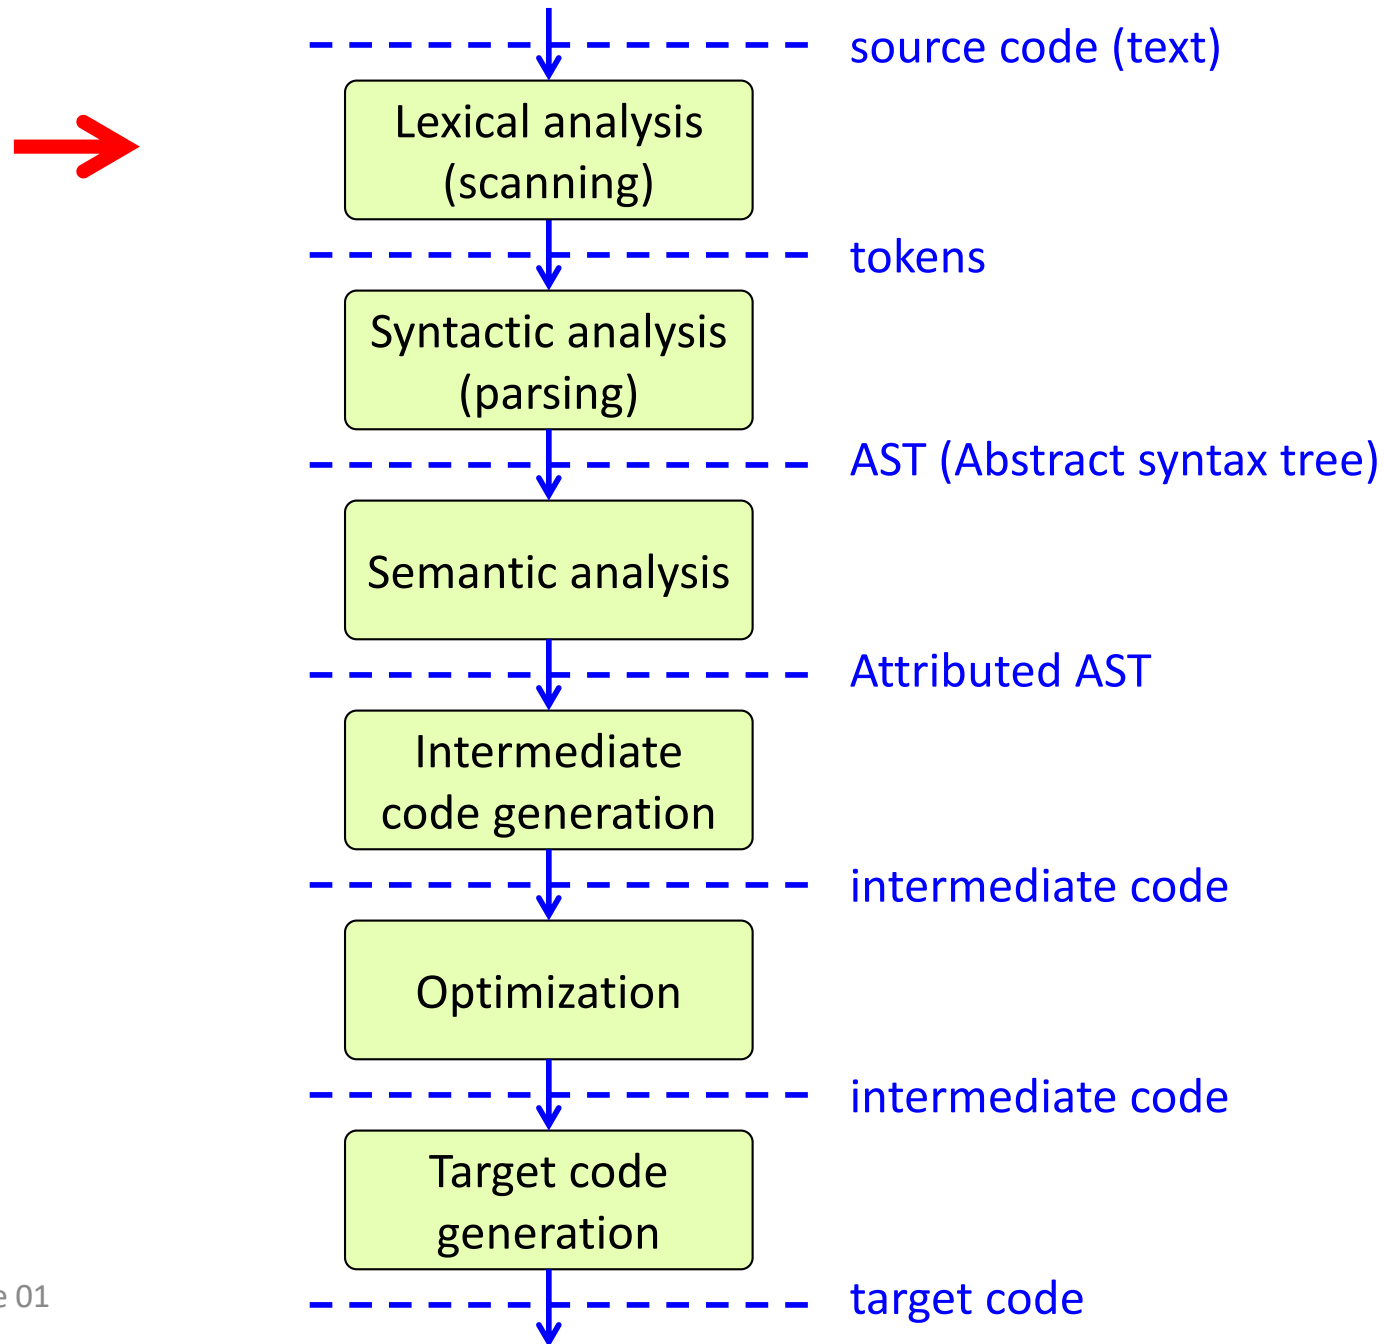 source code (text)
Lexical analysis
(scanning)
tokens
Syntactic analysis
(parsing)
AST (Abstract syntax tree)
Semantic analysis
Attributed AST
Intermediate
code generation
intermediate code
Optimization
intermediate code
Target code
generation
e 01
target code